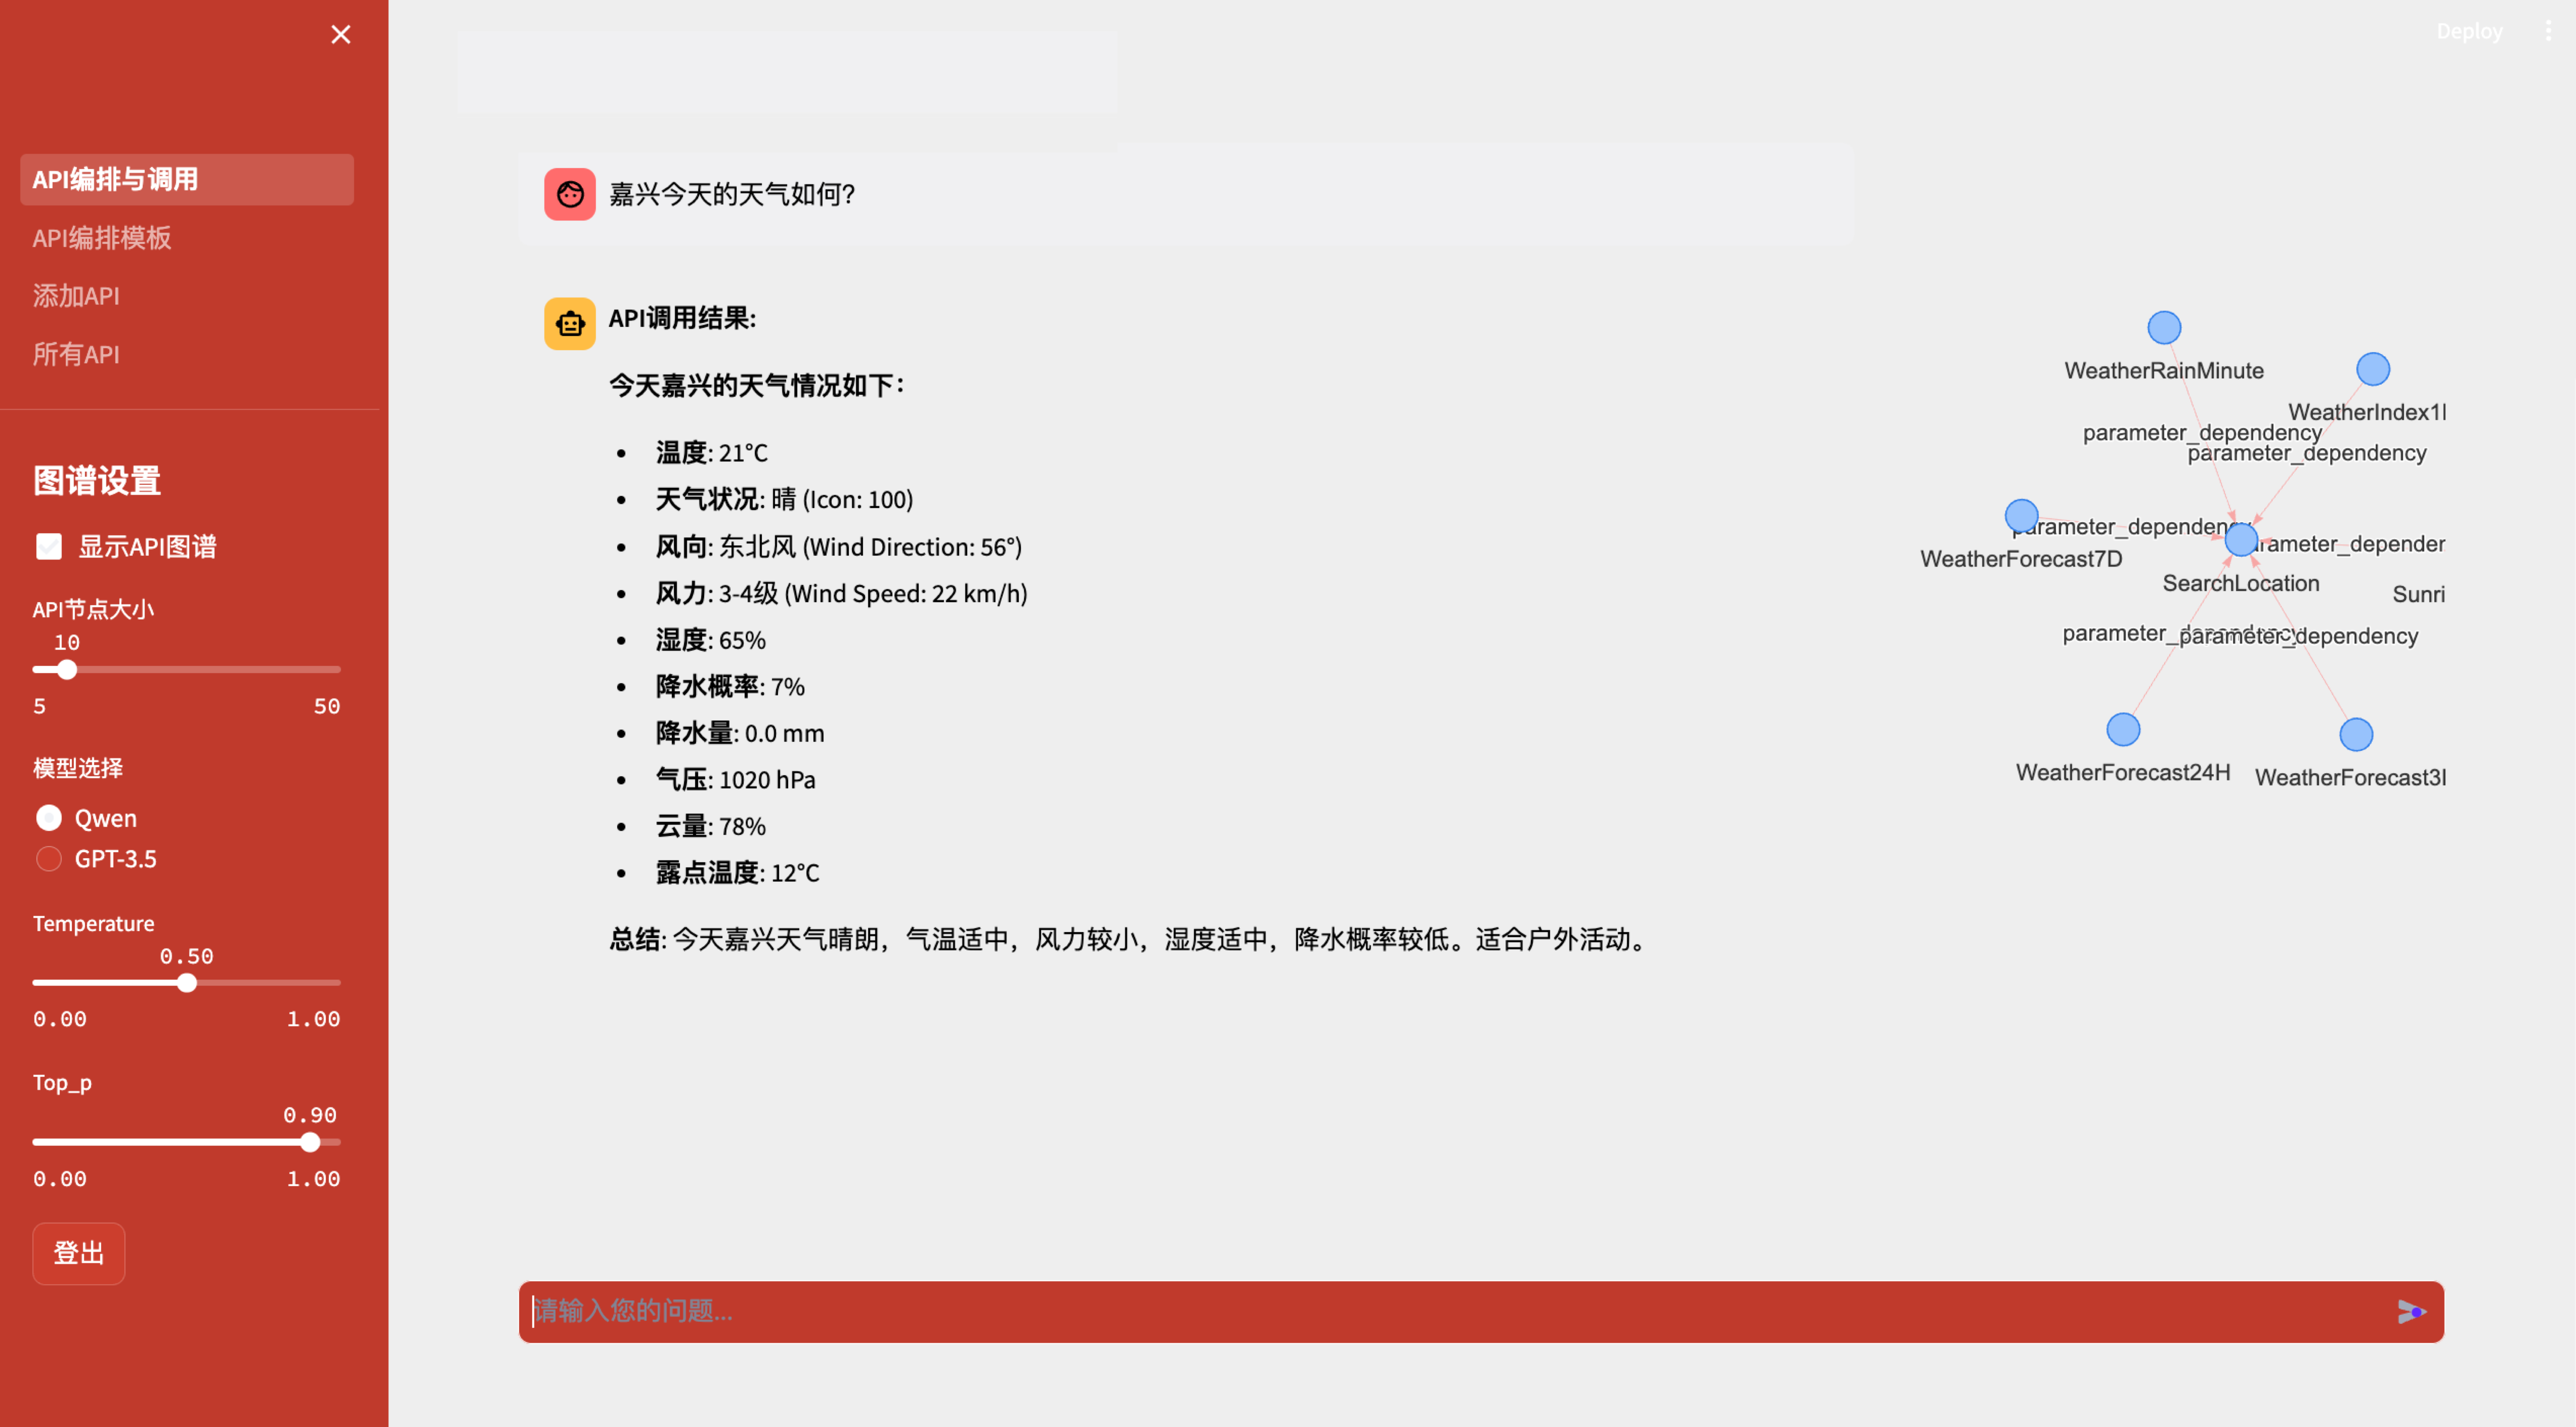 Deploy
API编排与调用
API编排模板
添加API
所有API
图谱设置
显示API图谱
API节点大小
10
5 50
模型选择
Qwen
GPT-3.5
Temperature
0.50
0.00 1.00
Top_p
0.90
0.00 1.00
登出
嘉兴今天的天气如何?
API调用结果:
今天嘉兴的天气情况如下：
• 温度: 21°C
• 天气状况: 晴 (Icon: 100)
• 风向: 东北风 (Wind Direction: 56°)
• 风力: 3-4级 (Wind Speed: 22 km/h)
• 湿度: 65%
• 降水概率: 7%
• 降水量: 0.0 mm
• 气压: 1020 hPa
• 云量: 78%
• 露点温度: 12°C
总结: 今天嘉兴天气晴朗，气温适中，风力较小，湿度适中，降水概率较低。适合户外活动。
WeatherRainMinute
WeatherIndex1
parameter_dependency
parameter_dependency
parameter_dependency
WeatherForecast7D
rameter_depender
SearchLocation
Sunri
parameter_dependency
parameter_dependency
WeatherForecast24H
WeatherForecast3
请输入您的问题...